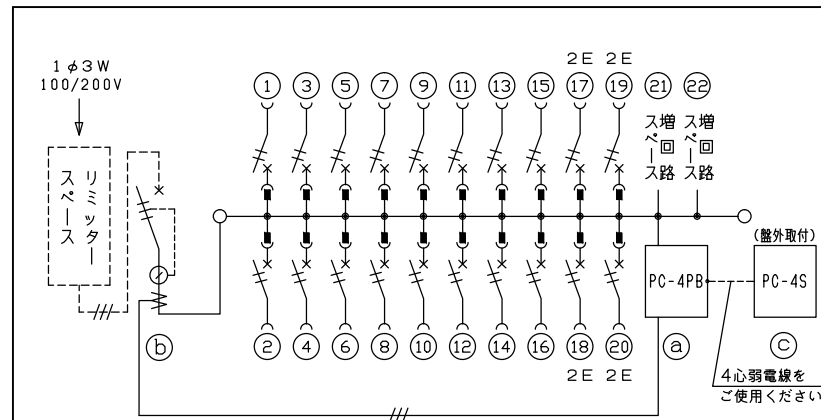 1φ3W
100/200V
リミッター
スペース
2E 2E
① ③ ⑤ ⑦ ⑨ ⑪ ⑬ ⑮ ⑰ ⑲ ㉑ ㉒
増回路
スペース
増回路
スペース
(盤外取付)
PC-4PB
PC-4S
ⓑ
② ④ ⑥ ⑧ ⑩ ⑫ ⑭ ⑯ ⑱ ⑳ ⓐ ⓒ
2E 2E
4心弱電線を
ご使用ください